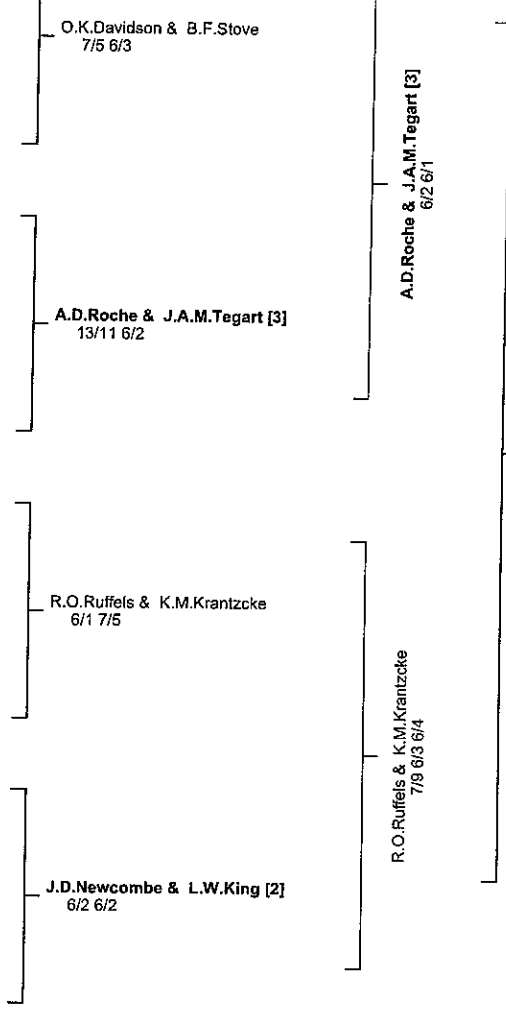 O.K.Davidson & B.F.Stove
7/5 6/3
A.D.Roche & J.A.M.Tegart [3]
13/11 6/2
R.O.Ruffels & K.M.Krantzcke
6/1 7/5
J.D.Newcombe & L.W.King [2]
6/2 6/2
A.D.Roche & J.A.M.Tegart [3]
6/2 6/1
R.O.Ruffels & K.M.Krantzcke
7/9 6/3 6/4